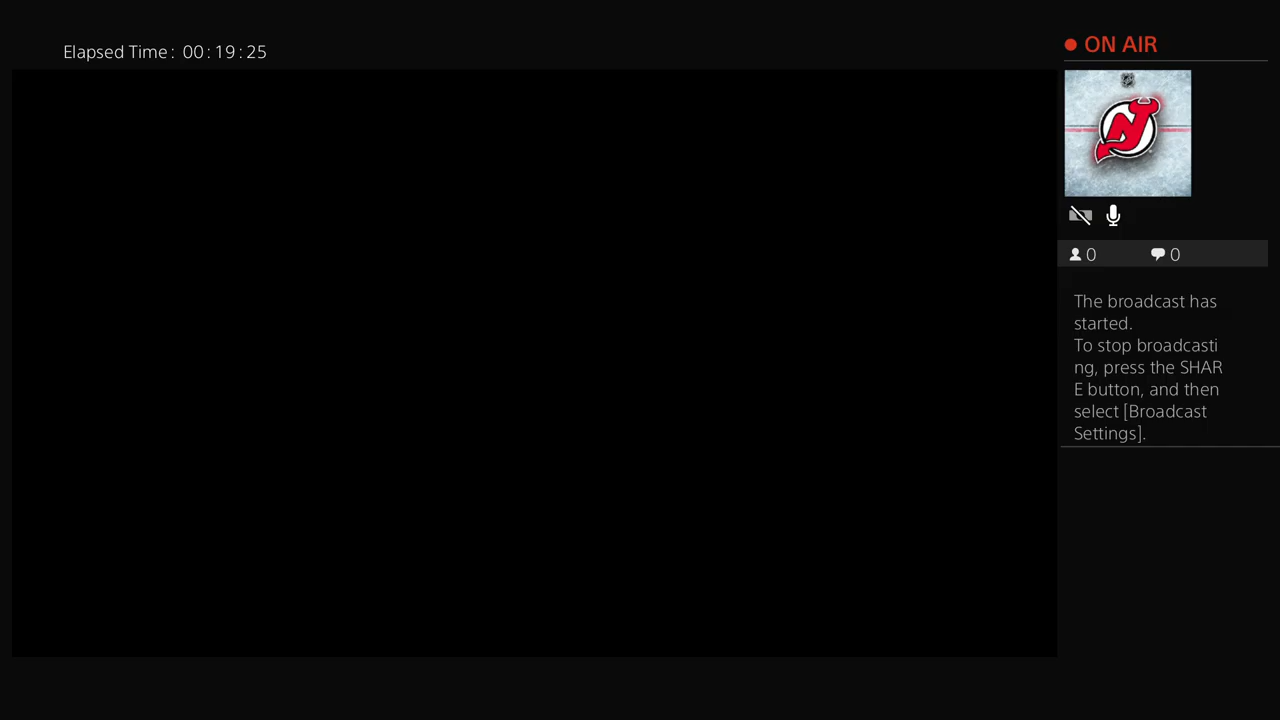 Elapsed Time: 00:19:25
ON AIR
NJ
0 0
The broadcast has
started.
To stop broadcasti
ng, press the SHAR
E button, and then
select [Broadcast
Settings].